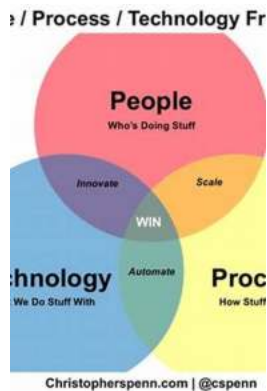 e / Process / Technology Fr
People
Who's Doing Stuff
Innovate
Scale
WIN
chnology
We Do Stuff With
Automate
Proc
How Stuff
Christopherspenn.com | @cspenn